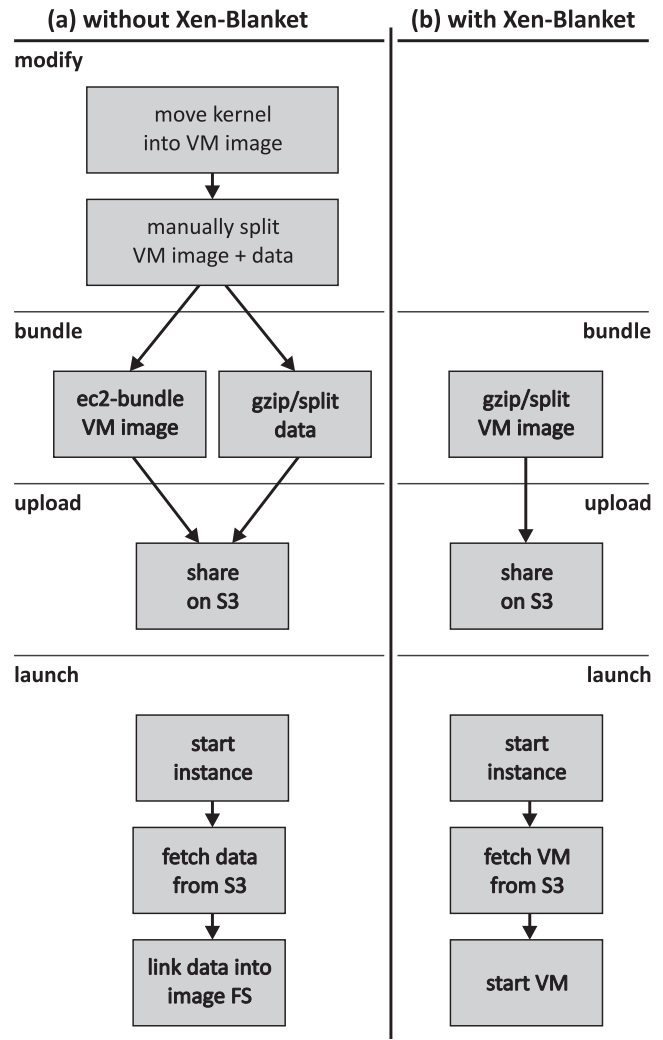 (a) without Xen-Blanket
modify
move kernel
into VM image
manually split
VM image + data
bundle
ec2-bundle
VM image
gzip/split
data
upload
share
on S3
launch
start
instance
fetch data
from S3
link data into
image FS
(b) with Xen-Blanket
bundle
gzip/split
VM image
upload
share
on S3
launch
start
instance
fetch VM
from S3
start VM